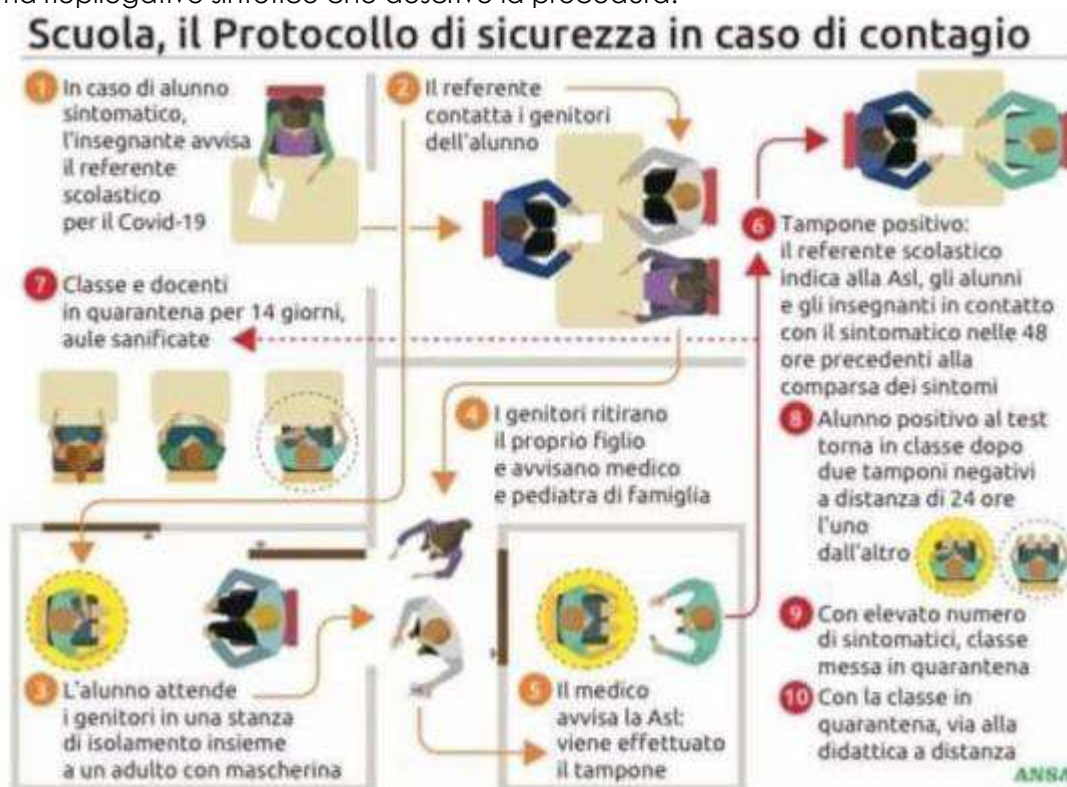 riepilogativo sintetico che descrive la procedura.
Scuola, il Protocollo di sicurezza in caso di contagio
1 In caso di alunno
sintomatico,
l'insegnante avvisa
il referente
scolastico
per il Covid-19
2 Il referente
contatta i genitori
dell'alunno
3 L'alunno attende
i genitori in una stanza
di isolamento insieme
a un adulto con mascherina
4 I genitori ritirano
il proprio figlio
e avvisano medico
e pediatra di famiglia
5 Il medico
avvisa la Asl:
viene effettuato
il tampone
6 Tampone positivo:
il referente scolastico
indica alla Asl, gli alunni
e gli insegnanti in contatto
con il sintomatico nelle 48
ore precedenti alla
comparsa dei sintomi
7 Classe e docenti
in quarantena per 14 giorni,
aule sanificate
8 Alunno positivo al test
torna in classe dopo
due tamponi negativi
a distanza di 24 ore
l'uno
dall'altro
9 Con elevato numero
di sintomatici, classe
messa in quarantena
10 Con la classe in
quarantena, via alla
didattica a distanza
ANSA